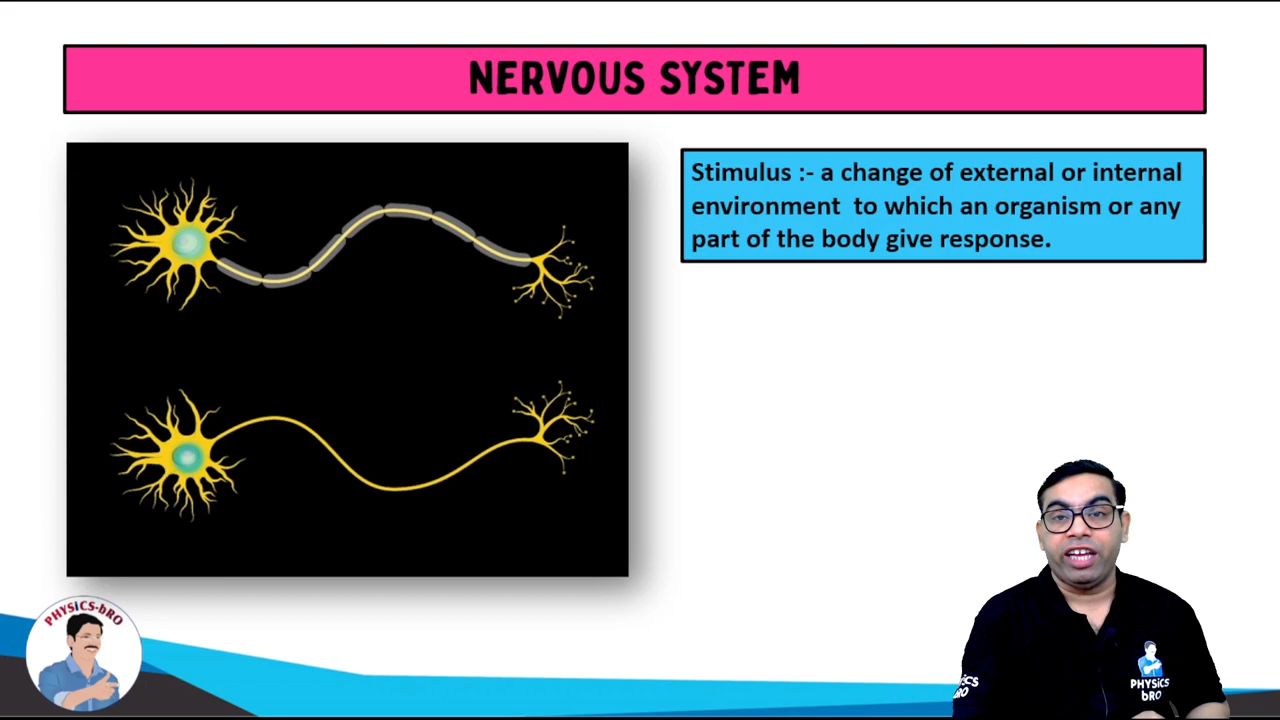 NERVOUS SYSTEM
Stimulus :- a change of external or internal
environment to which an organism or any
part of the body give response.
PHYSiCS-bRO
PHYSiCS
bRO